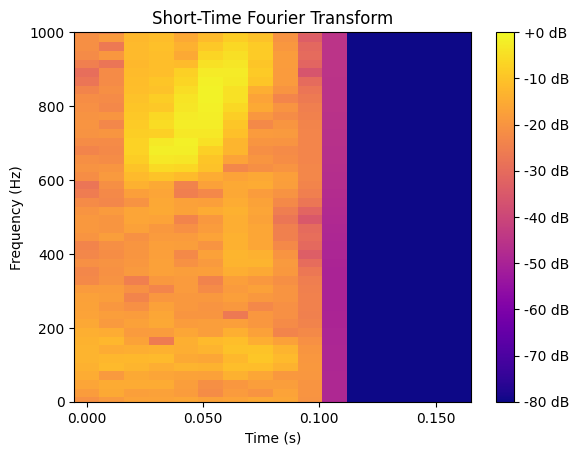 Short-Time Fourier Transform
1000
800
600
400
200
0
Frequency (Hz)
0.000
0.050
0.100
0.150
Time (s)
+0 dB
-10 dB
-20 dB
-30 dB
-40 dB
-50 dB
-60 dB
-70 dB
-80 dB